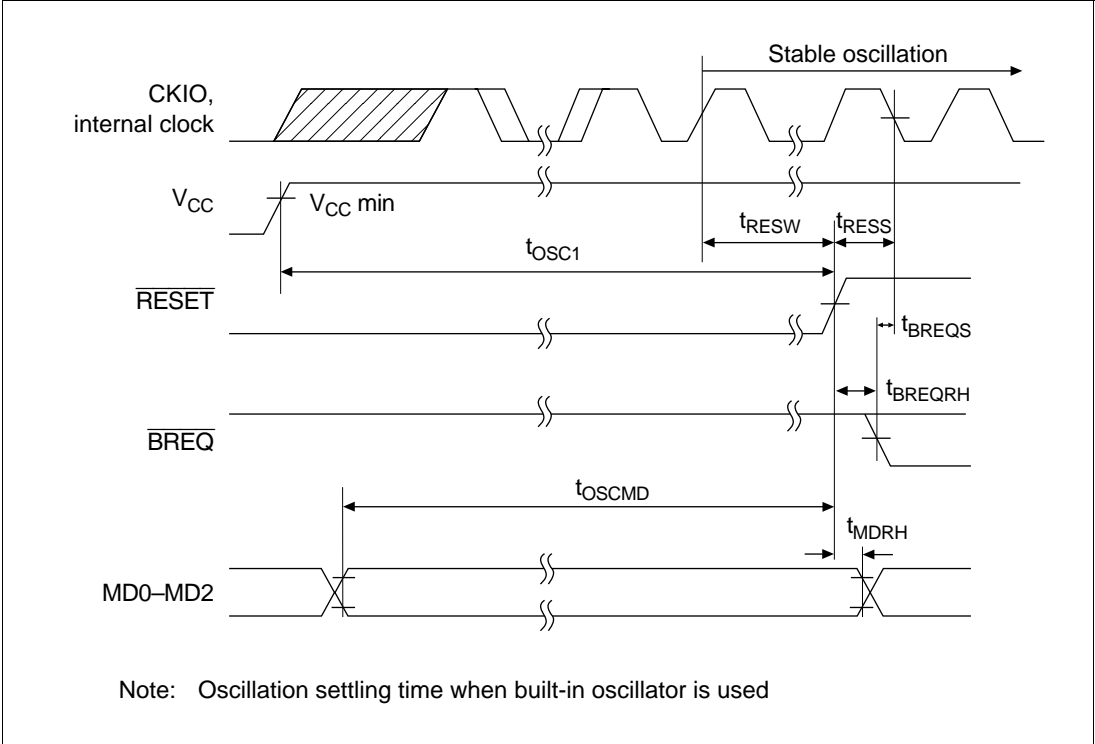 Stable oscillation
CKIO,
internal clock
VCC
VCC min
tRESW
tRESS
tOSC1
RESET
tBREQS
tBREQRH
BREQ
tOSCMD
tMDRH
MD0–MD2
Note: Oscillation settling time when built-in oscillator is used